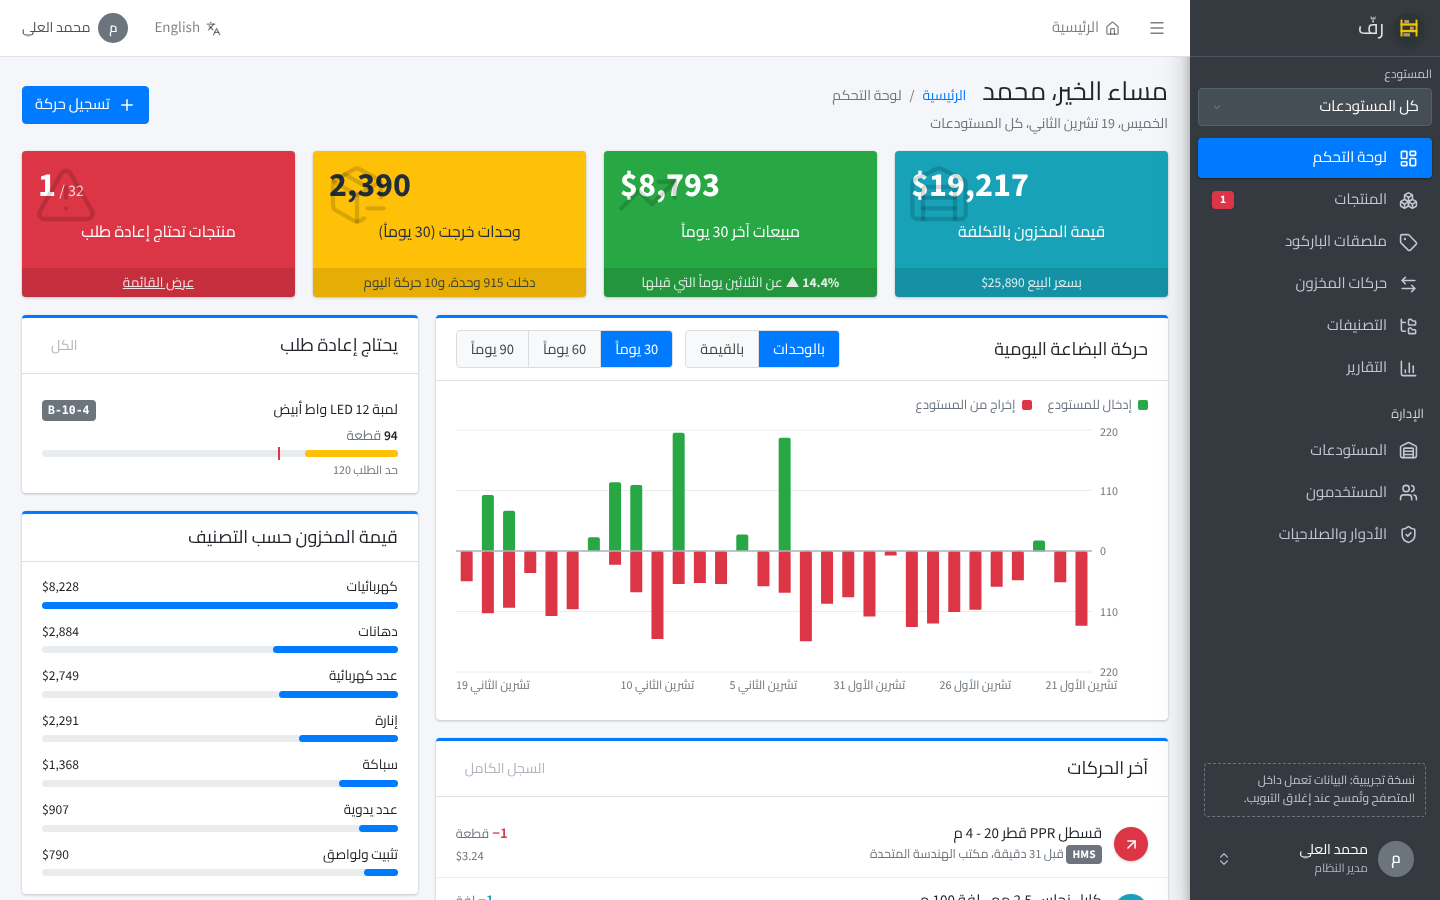 رفّ
المستودع
كل المستودعات
لوحة التحكم
المنتجات 1
ملصقات الباركود
حركات المخزون
التصنيفات
التقارير
الإدارة
المستودعات
المستخدمون
الأدوار والصلاحيات
نسخة تجريبية: البيانات تعمل داخل
المتصفح وتُمسح عند إغلاق التبويب.
م
محمد العلي
مدير النظام
الرئيسية
English
م محمد العلي
مساء الخير، محمد
الرئيسية / لوحة التحكم
الخميس، 19 تشرين الثاني، كل المستودعات
تسجيل حركة
$19,217
قيمة المخزون بالتكلفة
بسعر البيع $25,890
$8,793
مبيعات آخر 30 يوماً
14.4% ▲ عن الثلاثين يوماً التي قبلها
2,390
وحدات خرجت (30 يوماً)
دخلت 915 وحدة، و10 حركة اليوم
1 / 32
منتجات تحتاج إعادة طلب
عرض القائمة
حركة البضاعة اليومية
بالوحدات بالقيمة
30 يوماً 60 يوماً 90 يوماً
إدخال للمستودع إخراج من المستودع
220
110
0
110
220
تشرين الأول 21 تشرين الأول 26 تشرين الأول 31 تشرين الثاني 5 تشرين الثاني 10 تشرين الثاني 19
آخر الحركات
السجل الكامل
قسطل PPR قطر 20 - 4 م
HMS قبل 31 دقيقة، مكتب الهندسة المتحدة
−1 قطعة
$3.24
يحتاج إعادة طلب
الكل
لمبة LED 12 واط أبيض
B-10-4
94 قطعة
حد الطلب 120
قيمة المخزون حسب التصنيف
كهربائيات $8,228
دهانات $2,884
عدد كهربائية $2,749
إنارة $2,291
سباكة $1,368
عدد يدوية $907
تثبيت ولواصق $790